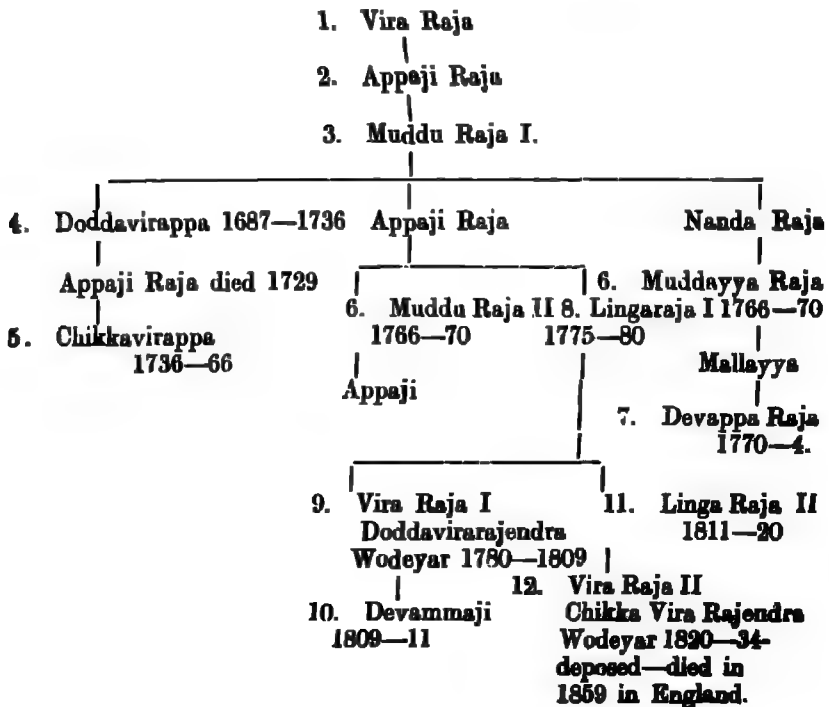 1. Vira Raja
2. Appaji Raja
3. Muddu Raja I.
4. Doddavirappa 1687—1736 Appaji Raja Nanda Raja
Appaji Raja died 1729 6. Muddayya Raja
6. Muddu Raja II 8. Lingaraja I 1766—70
5. Chikkavirappa 1766—70 1775—80
1736—66 Mallayya
Appaji
7. Devappa Raja
1770—4.
9. Vira Raja I 11. Linga Raja II
Doddavirarajendra 1811—20
Wodeyar 1780—1809
12. Vira Raja II
10. Devammaji Chikka Vira Rajendra
1809—11 Wodeyar 1820—34-
deposed—died in
1859 in England.